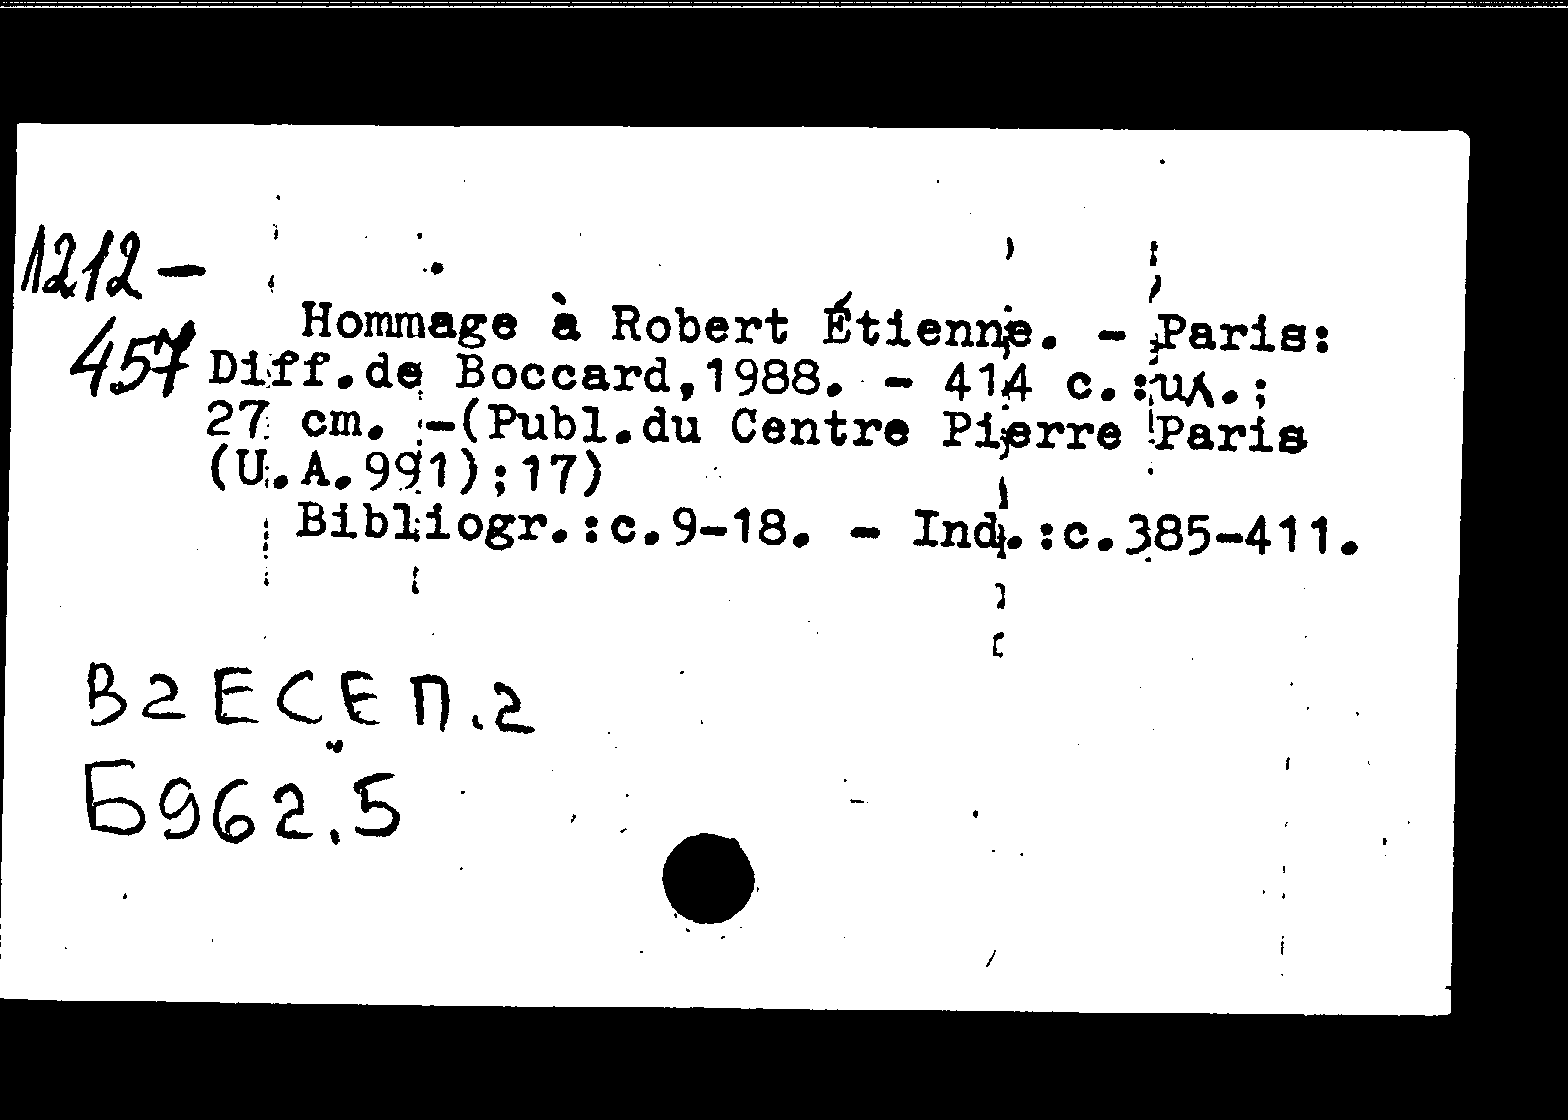 1212-
457
Hommage à Robert Étienne. - Paris:
Diff.de Boccard,1988. - 414 c.:ил.;
27 cm. -(Publ.du Centre Pierre Paris
(U.A.991);17)
Bibliogr.:c.9-18. - Ind.:c.385-411.
В2ЕСЕП.2
Б962.5